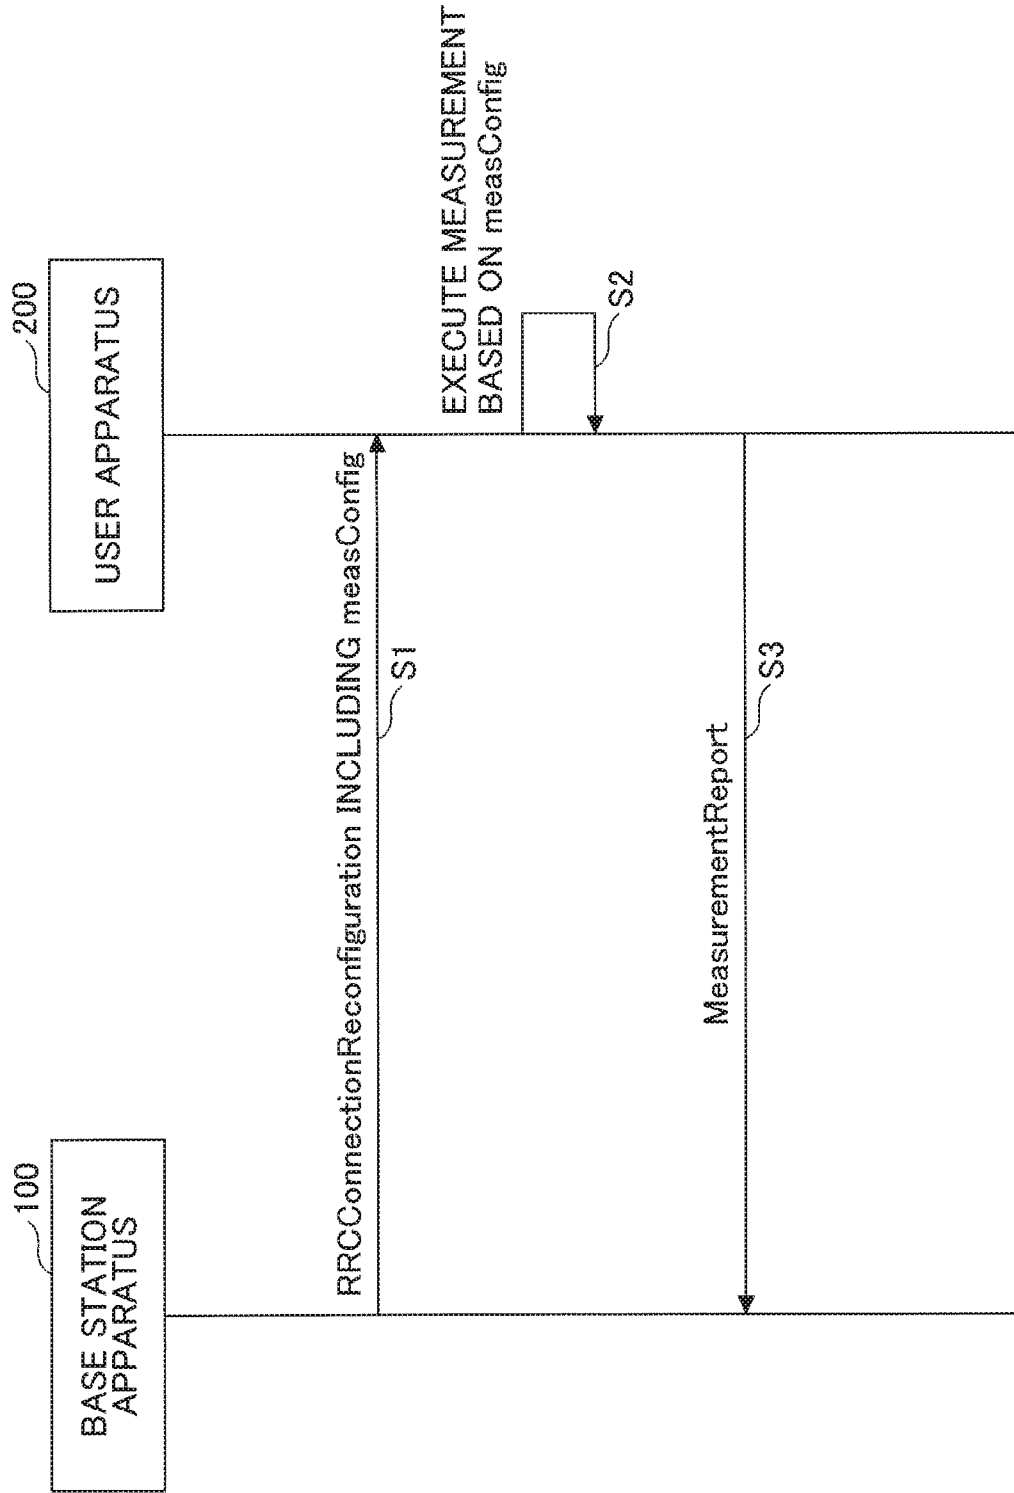 100
BASE STATION
APPARATUS
200
USER APPARATUS
RRCConnectionReconfiguration INCLUDING measConfig
S1
EXECUTE MEASUREMENT
BASED ON measConfig
S2
MeasurementReport
S3